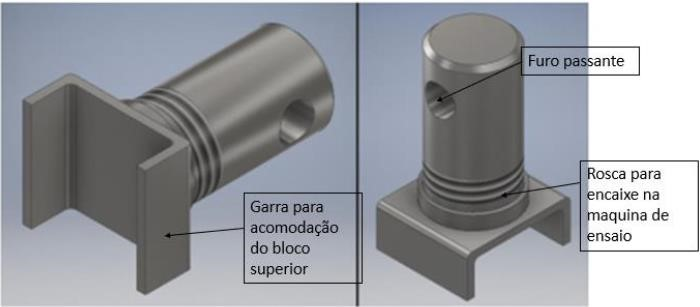 Garra para
acomodação
do bloco
superior
Furo passante
Rosca para
encaixe na
maquina de
ensaio